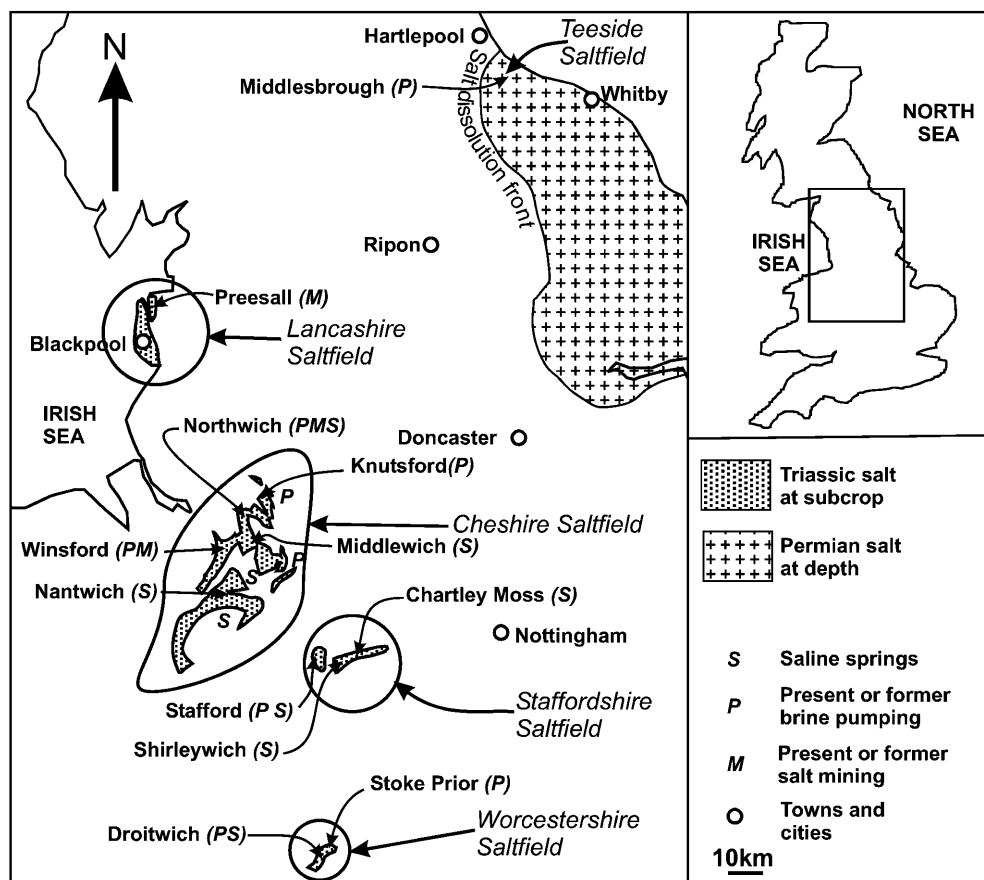 N
Hartlepool
Teeside
Saltfield
Middlesbrough (P)
Whitby
Salt dissolution front
Ripon
Preesall (M)
Lancashire
Saltfield
Blackpool
IRISH
SEA
Northwich (PMS)
Doncaster
Knutsford(P)
P
Cheshire Saltfield
Winsford (PM)
Middlewich (S)
P
S
Nantwich (S)
S
Chartley Moss (S)
Nottingham
Stafford (P S)
Staffordshire
Saltfield
Shirleywich (S)
Stoke Prior (P)
Droitwich (PS)
Worcestershire
Saltfield
NORTH
SEA
IRISH
SEA
Triassic salt
at subcrop
Permian salt
at depth
S Saline springs
P Present or former
brine pumping
M Present or former
salt mining
Towns and
cities
10km